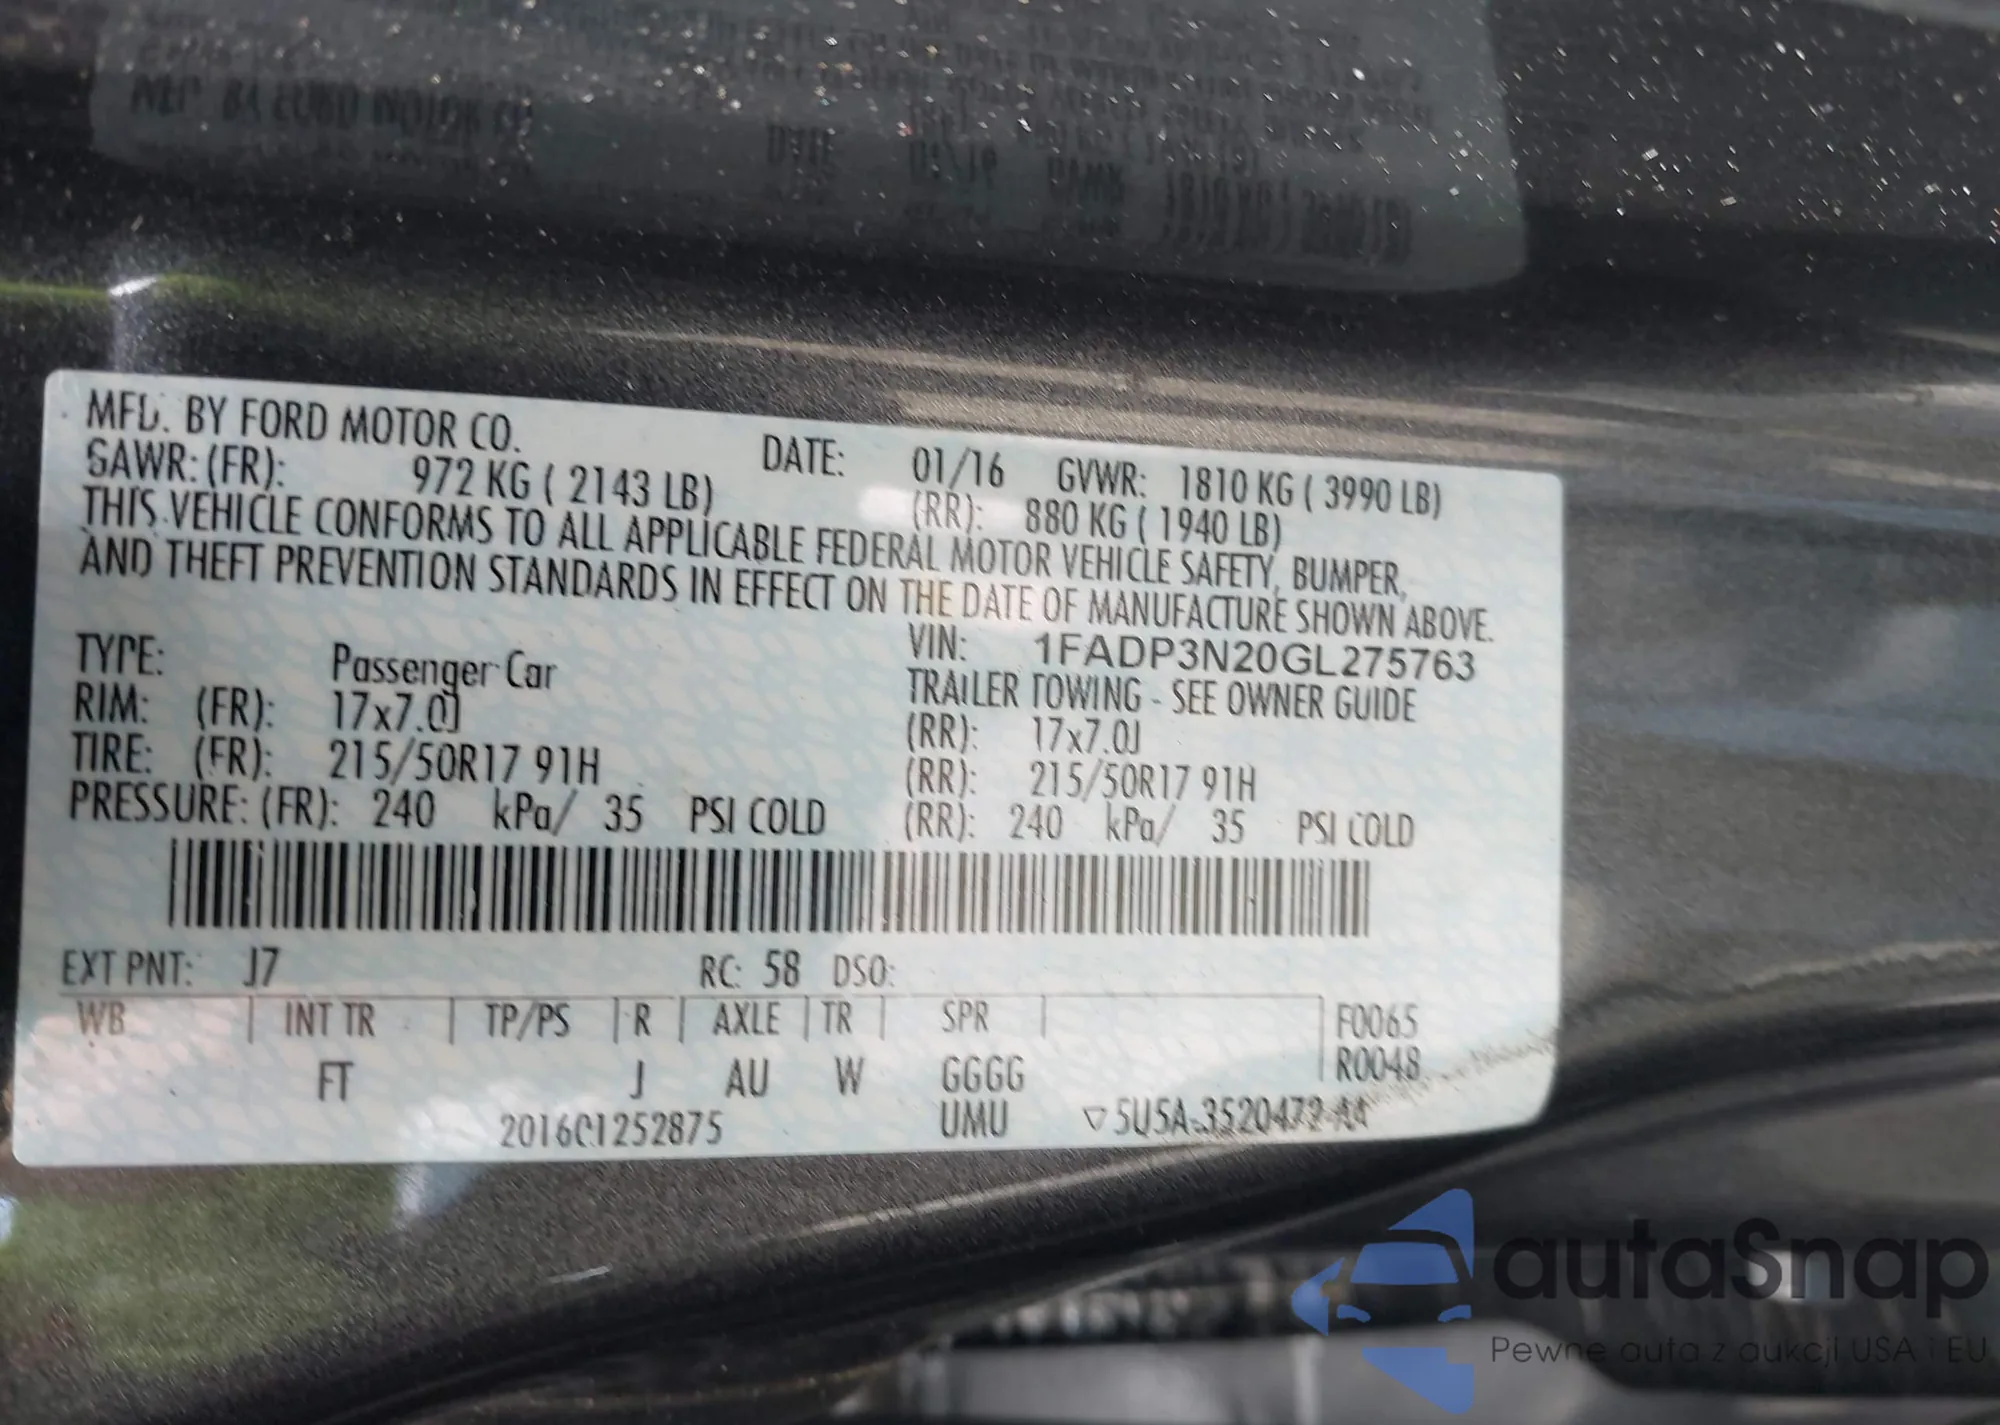 MFD. BY FORD MOTOR CO. DATE: 01/16 GVWR: 1810 KG ( 3990 LB)
GAWR: (FR): 972 KG ( 2143 LB) (RR): 880 KG ( 1940 LB)
THIS VEHICLE CONFORMS TO ALL APPLICABLE FEDERAL MOTOR VEHICLE SAFETY, BUMPER,
AND THEFT PREVENTION STANDARDS IN EFFECT ON THE DATE OF MANUFACTURE SHOWN ABOVE.
VIN: 1FADP3N20GL275763
TYPE: Passenger Car TRAILER TOWING - SEE OWNER GUIDE
RIM: (FR): 17x7.0J (RR): 17x7.0J
TIRE: (FR): 215/50R17 91H (RR): 215/50R17 91H
PRESSURE: (FR): 240 kPa/ 35 PSI COLD (RR): 240 kPa/ 35 PSI COLD
EXT PNT: J7 RC: 58 DSO:
WB INT TR TP/PS R AXLE TR SPR F0065
R0048
FT J AU W GGGG
2016C1252875 UMU ▽5U5A-3520472-AA
autaSnap
Pewne auta z aukcji USA i EU